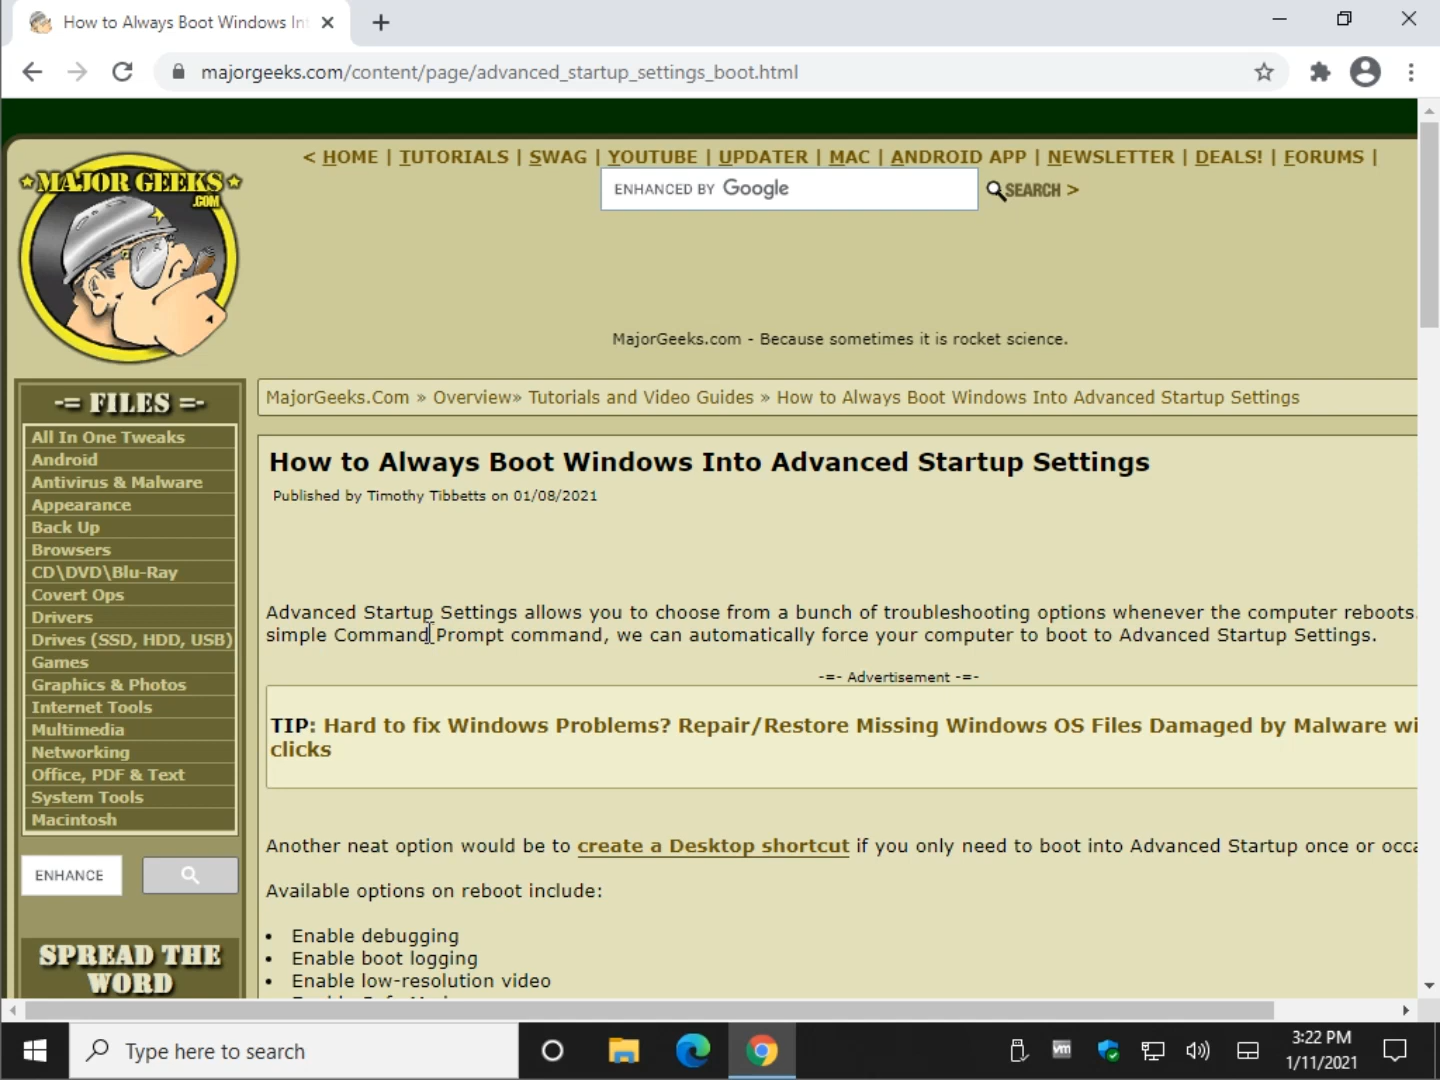 How to Always Boot Windows Int
majorgeeks.com/content/page/advanced_startup_settings_boot.html
< HOME | TUTORIALS | SWAG | YOUTUBE | UPDATER | MAC | ANDROID APP | NEWSLETTER | DEALS! | FORUMS |
ENHANCED BY Google
SEARCH >
MAJOR GEEKS
.COM
MajorGeeks.com - Because sometimes it is rocket science.
-= FILES =-
All In One Tweaks
Android
Antivirus & Malware
Appearance
Back Up
Browsers
CD\DVD\Blu-Ray
Covert Ops
Drivers
Drives (SSD, HDD, USB)
Games
Graphics & Photos
Internet Tools
Multimedia
Networking
Office, PDF & Text
System Tools
Macintosh
ENHANCE
SPREAD THE
WORD
MajorGeeks.Com » Overview» Tutorials and Video Guides » How to Always Boot Windows Into Advanced Startup Settings
How to Always Boot Windows Into Advanced Startup Settings
Published by Timothy Tibbetts on 01/08/2021
Advanced Startup Settings allows you to choose from a bunch of troubleshooting options whenever the computer reboots.
simple Command Prompt command, we can automatically force your computer to boot to Advanced Startup Settings.
-=- Advertisement -=-
TIP: Hard to fix Windows Problems? Repair/Restore Missing Windows OS Files Damaged by Malware wi
clicks
Another neat option would be to create a Desktop shortcut if you only need to boot into Advanced Startup once or occa
Available options on reboot include:
• Enable debugging
• Enable boot logging
• Enable low-resolution video
Type here to search
vm
3:22 PM
1/11/2021